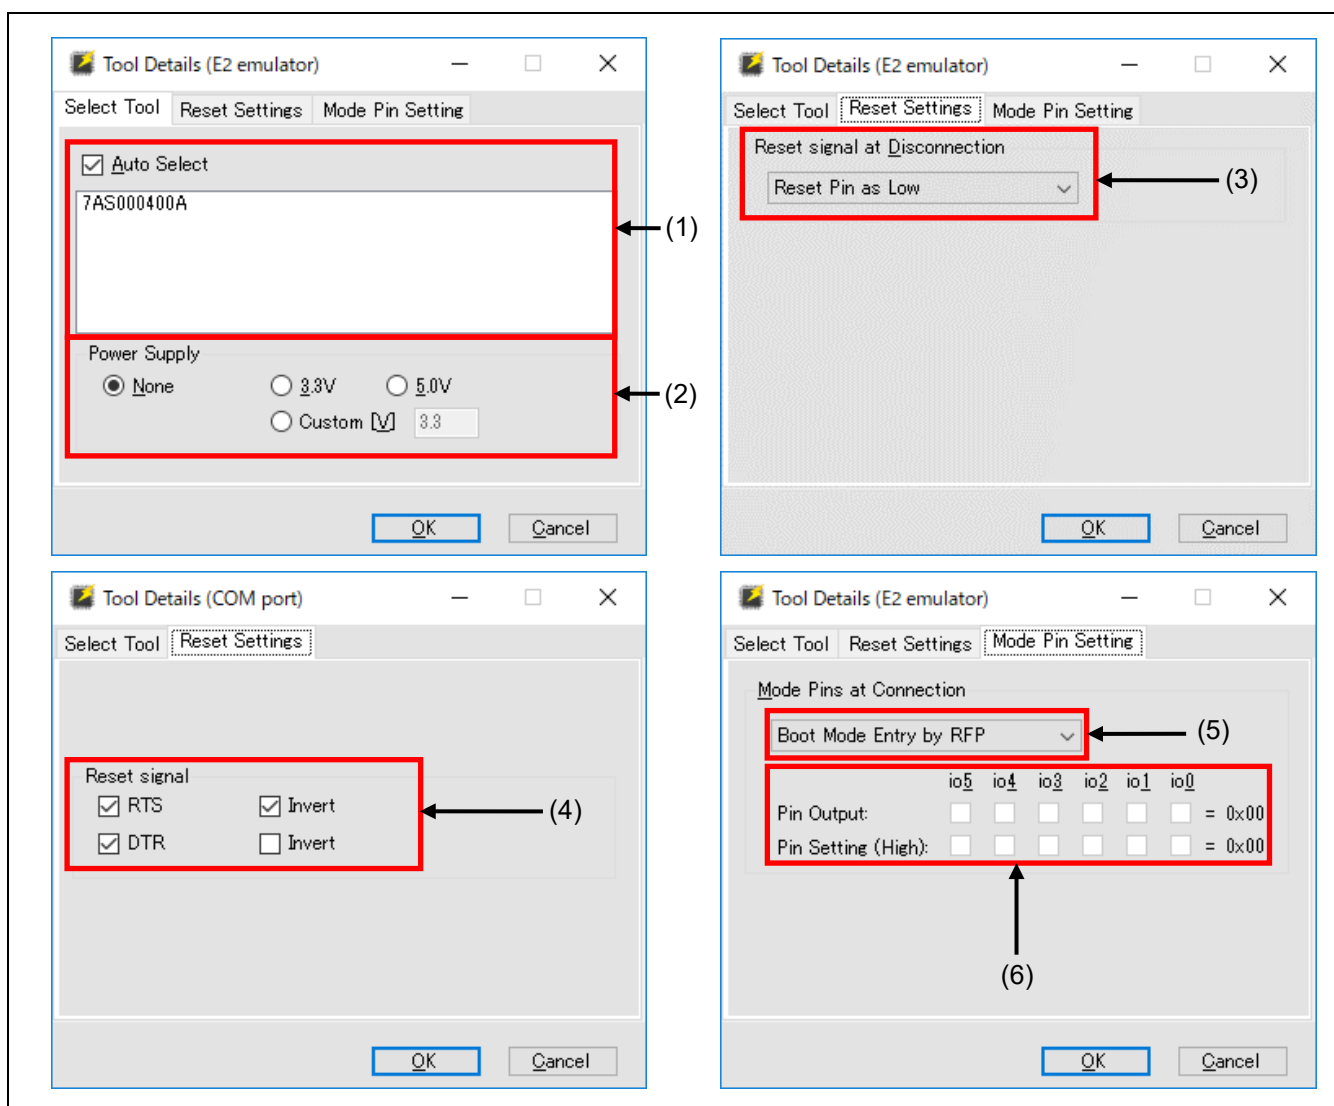 Tool Details (E2 emulator)
Select Tool Reset Settings Mode Pin Setting
Auto Select
7AS000400A
(1)
Power Supply
None 3.3V 5.0V
Custom [V] 3.3
(2)
OK Cancel
Tool Details (E2 emulator)
Select Tool Reset Settings Mode Pin Setting
Reset signal at Disconnection
Reset Pin as Low
(3)
OK Cancel
Tool Details (COM port)
Select Tool Reset Settings
Reset signal
RTS Invert
DTR Invert
(4)
OK Cancel
Tool Details (E2 emulator)
Select Tool Reset Settings Mode Pin Setting
Mode Pins at Connection
Boot Mode Entry by RFP
(5)
io5 io4 io3 io2 io1 io0
Pin Output: = 0x00
Pin Setting (High): = 0x00
(6)
OK Cancel